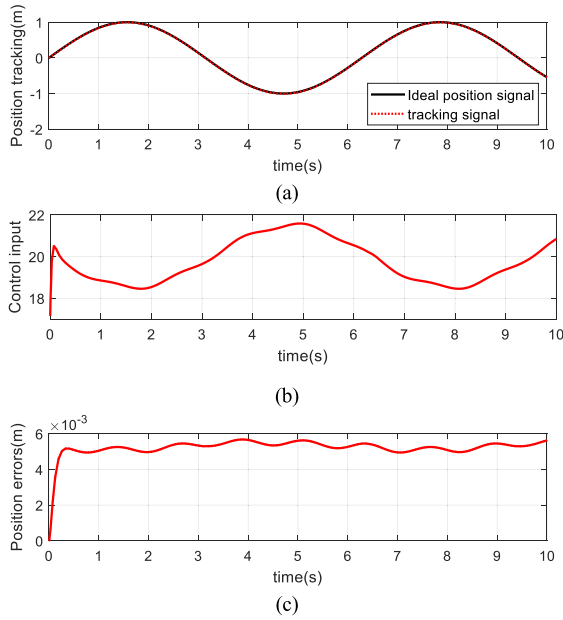 Position tracking(m)
1
0
-1
-2
Ideal position signal
tracking signal
0 1 2 3 4 5 6 7 8 9 10
time(s)
(a)
Control input
22
20
18
0 1 2 3 4 5 6 7 8 9 10
time(s)
(b)
×10⁻³
Position errors(m)
6
4
2
0
0 1 2 3 4 5 6 7 8 9 10
time(s)
(c)